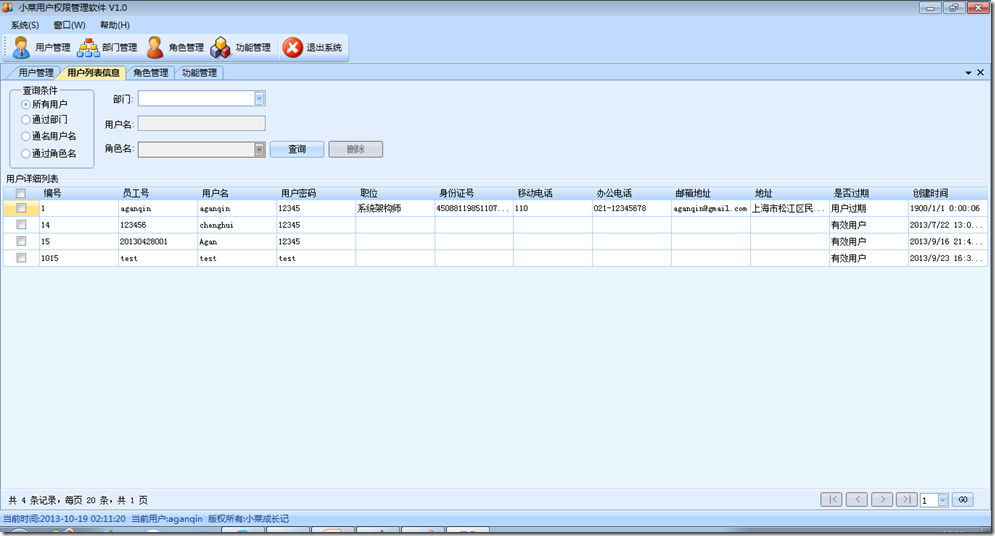 小菜用户权限管理软件 V1.0
系统(S) 窗口(W) 帮助(H)
用户管理 部门管理 角色管理 功能管理 退出系统
用户管理 用户列表信息 角色管理 功能管理
查询条件
所有用户
通过部门
通名用户名
通过角色名
部门:
用户名:
角色名: 查询 删除
用户详细列表
编号 员工号 用户名 用户密码 职位 身份证号 移动电话 办公电话 邮箱地址 地址 是否过期 创建时间
1 aganqin aganqin 12345 系统架构师 45088119851107... 110 021-12345678 aganqin@gmail.com 上海市松江区民... 用户过期 1900/1/1 0:00:06
14 123456 chenghui 12345 有效用户 2013/7/22 13:0...
15 20130428001 Agan 12345 有效用户 2013/9/16 21:4...
1015 test test test 有效用户 2013/9/23 16:3...
共 4 条记录，每页 20 条，共 1 页 1 GO
当前时间:2013-10-19 02:11:20 当前用户:aganqin 版权所有:小菜成长记